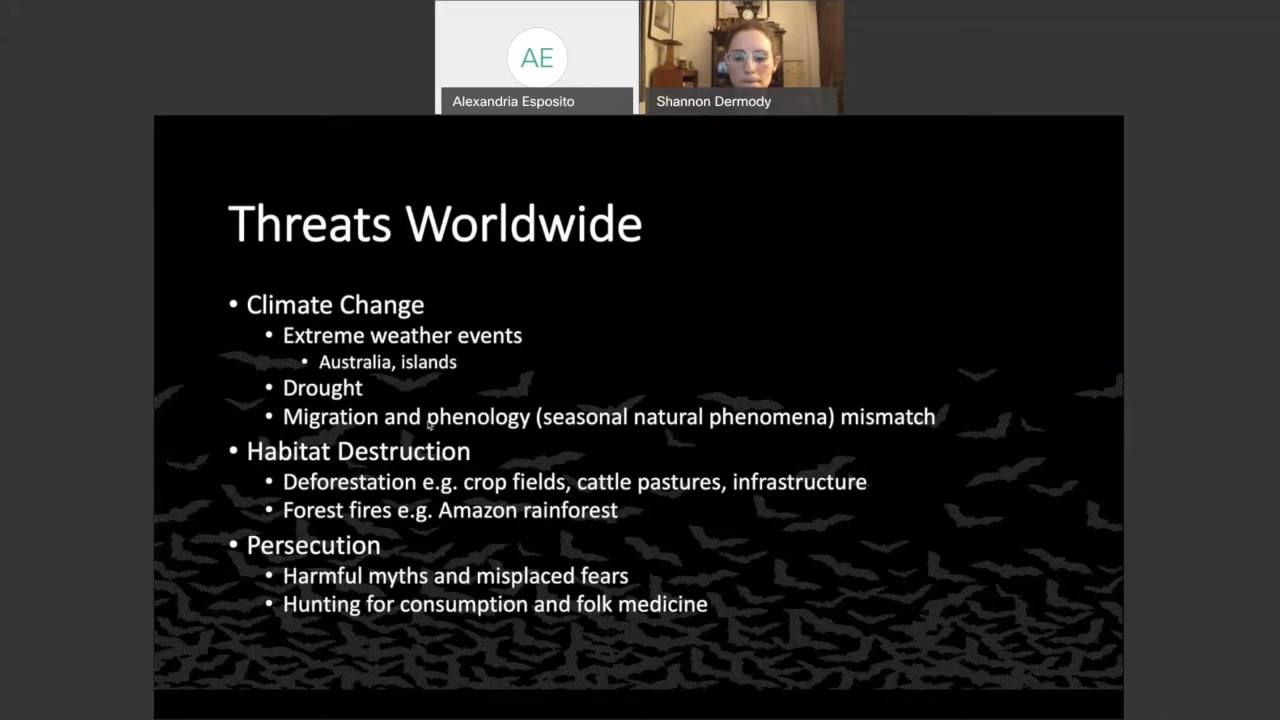 AE
Alexandria Esposito
Shannon Dermody
Threats Worldwide
• Climate Change
• Extreme weather events
• Australia, islands
• Drought
• Migration and phenology (seasonal natural phenomena) mismatch
• Habitat Destruction
• Deforestation e.g. crop fields, cattle pastures, infrastructure
• Forest fires e.g. Amazon rainforest
• Persecution
• Harmful myths and misplaced fears
• Hunting for consumption and folk medicine